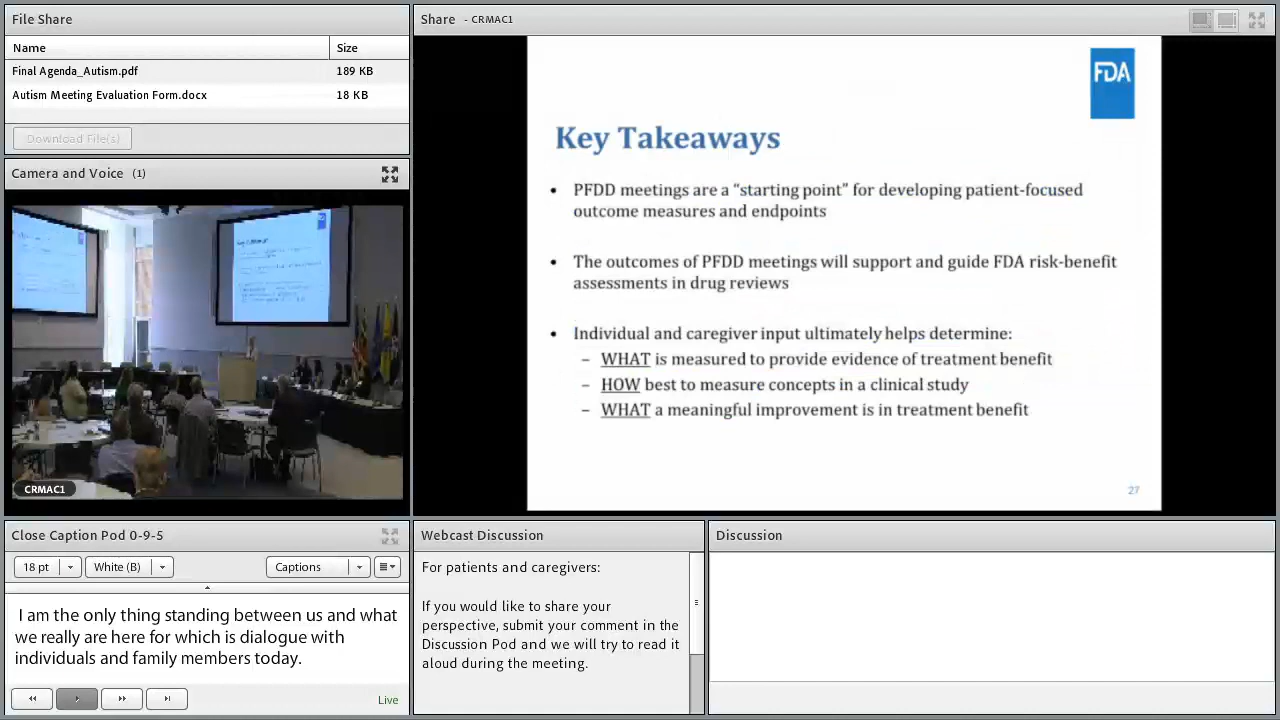 File Share
Name Size
Final Agenda_Autism.pdf 189 KB
Autism Meeting Evaluation Form.docx 18 KB
Download File(s)
Camera and Voice (1)
CRMAC1
Close Caption Pod 0-9-5
18 pt White (B) Captions
I am the only thing standing between us and what
we really are here for which is dialogue with
individuals and family members today.
Live
Share - CRMAC1
FDA
Key Takeaways
• PFDD meetings are a “starting point” for developing patient-focused
outcome measures and endpoints
• The outcomes of PFDD meetings will support and guide FDA risk-benefit
assessments in drug reviews
• Individual and caregiver input ultimately helps determine:
– WHAT is measured to provide evidence of treatment benefit
– HOW best to measure concepts in a clinical study
– WHAT a meaningful improvement is in treatment benefit
27
Webcast Discussion
For patients and caregivers:
If you would like to share your
perspective, submit your comment in the
Discussion Pod and we will try to read it
aloud during the meeting.
Discussion